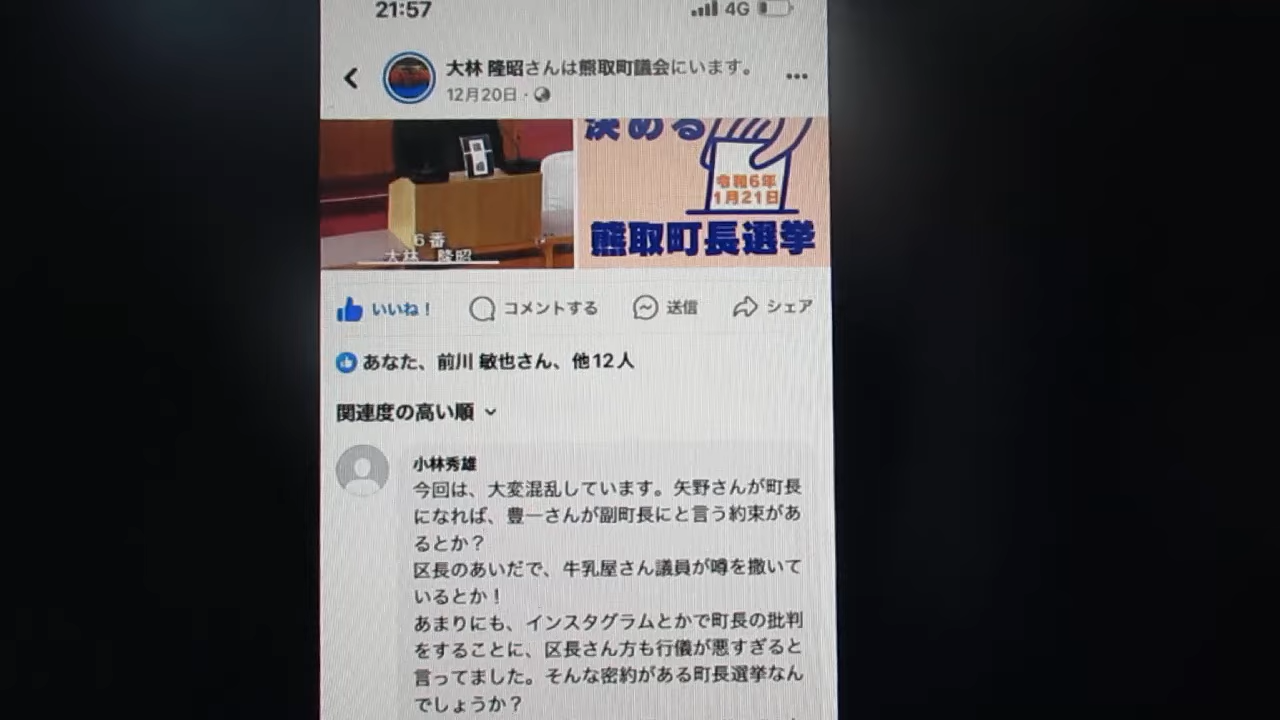 21:57
4G
大林 隆昭さんは熊取町議会にいます。
12月20日
決める
令和6年
1月21日
熊取町長選挙
6番
大林 隆昭
いいね！
コメントする
送信
シェア
あなた、前川 敏也さん、他12人
関連度の高い順
小林秀雄
今回は、大変混乱しています。矢野さんが町長
になれば、豊一さんが副町長にと言う約束があ
るとか？
区長のあいだで、牛乳屋さん議員が噂を撒いて
いるとか！
あまりにも、インスタグラムとかで町長の批判
をすることに、区長さん方も行儀が悪すぎると
言ってました。そんな密約がある町長選挙なん
でしょうか？